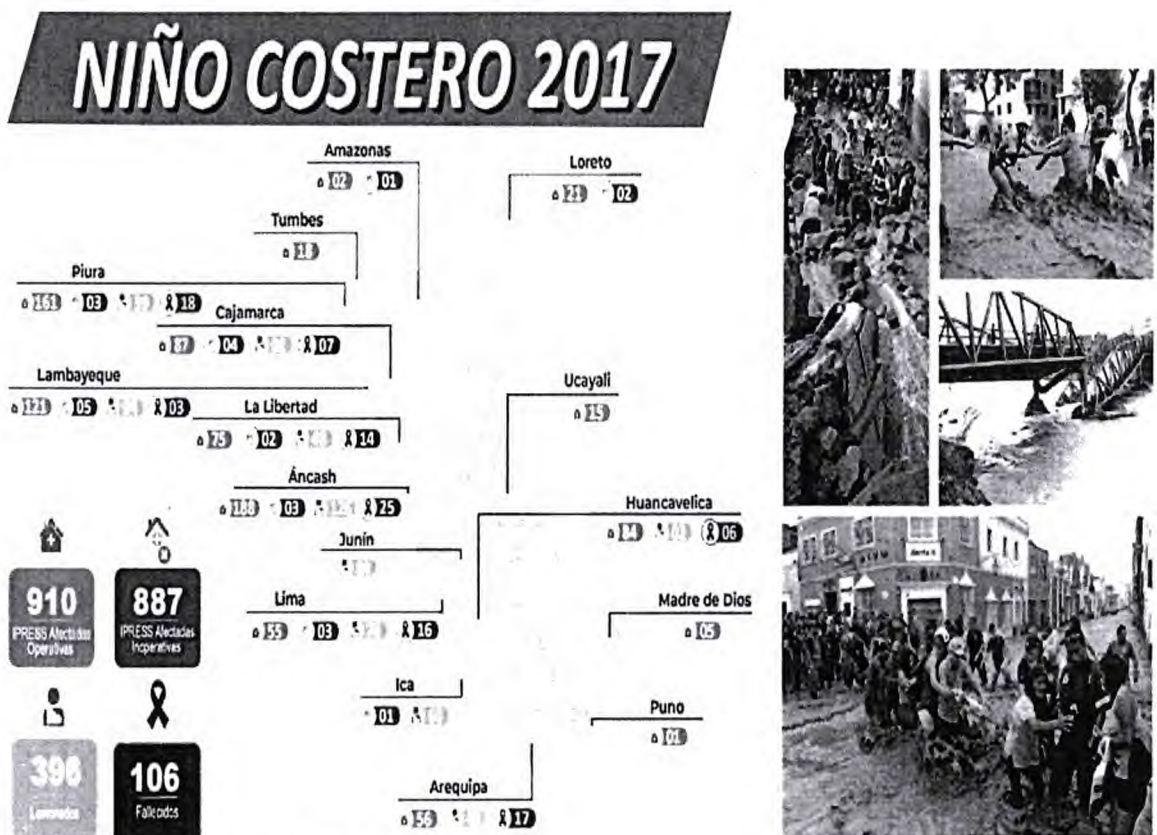 NIÑO COSTERO 2017
Amazonas
02 01
Loreto
21 02
Tumbes
18
Piura
161 03 18
Cajamarca
87 04 07
Lambayeque
121 05 03
La Libertad
75 02 14
Ucayali
15
Áncash
188 03 25
Huancavelica
84 06
Junín
Lima
55 03 16
Madre de Dios
05
Ica
01
Puno
01
Arequipa
56 17
910
IPRESS Afectadas
Operativas
887
IPRESS Afectadas
Inoperativas
396
Lesionados
106
Fallecidos